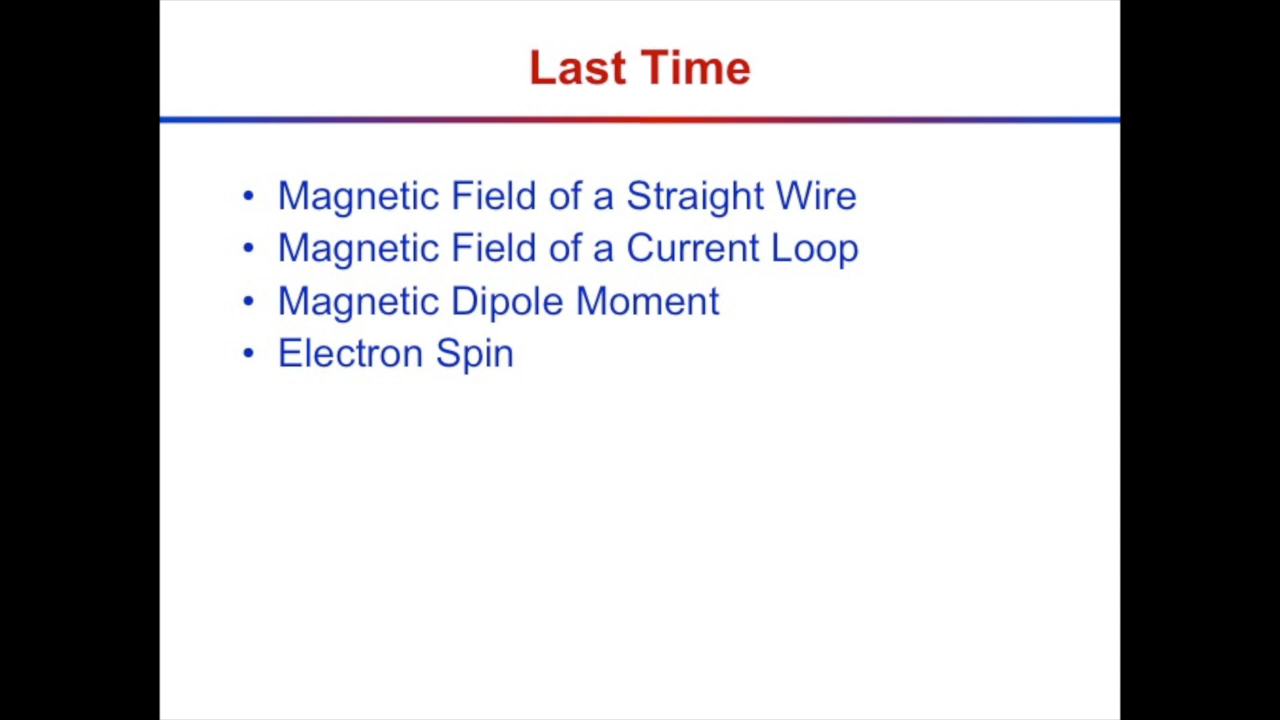 Last Time
• Magnetic Field of a Straight Wire
• Magnetic Field of a Current Loop
• Magnetic Dipole Moment
• Electron Spin